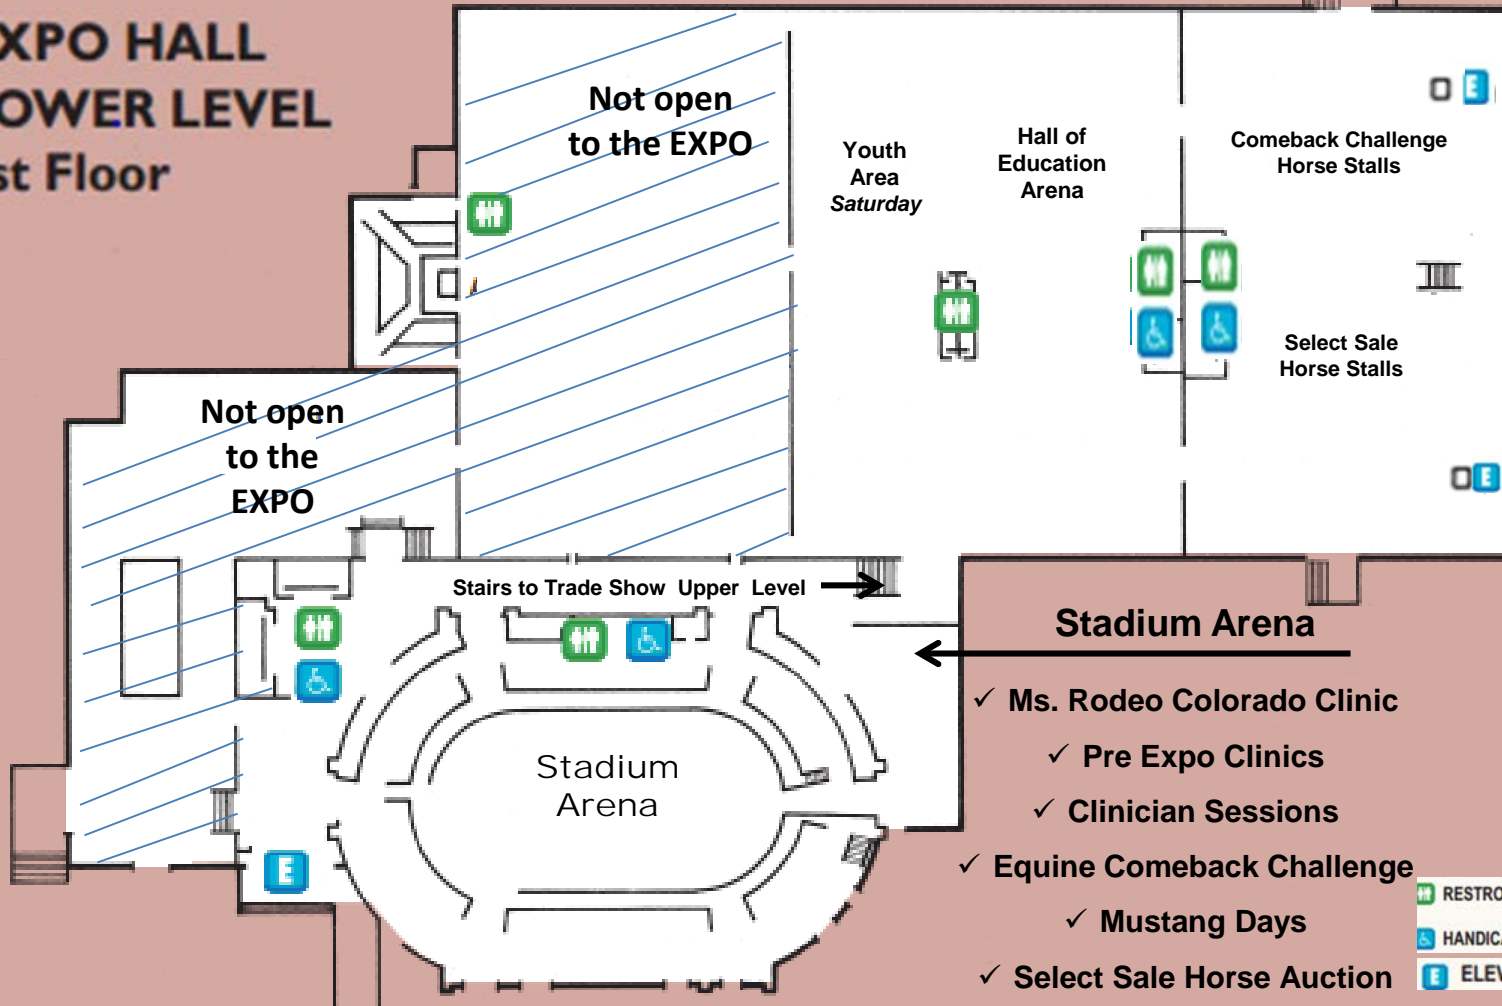 XPO HALL
OWER LEVEL
st Floor
Not open
to the EXPO
Youth
Area
Saturday
Hall of
Education
Arena
Comeback Challenge
Horse Stalls
E
Select Sale
Horse Stalls
E
Not open
to the
EXPO
Stairs to Trade Show Upper Level
Stadium
Arena
E
Stadium Arena
✓ Ms. Rodeo Colorado Clinic
✓ Pre Expo Clinics
✓ Clinician Sessions
✓ Equine Comeback Challenge
✓ Mustang Days
✓ Select Sale Horse Auction
RESTRO
HANDICA
E ELEV